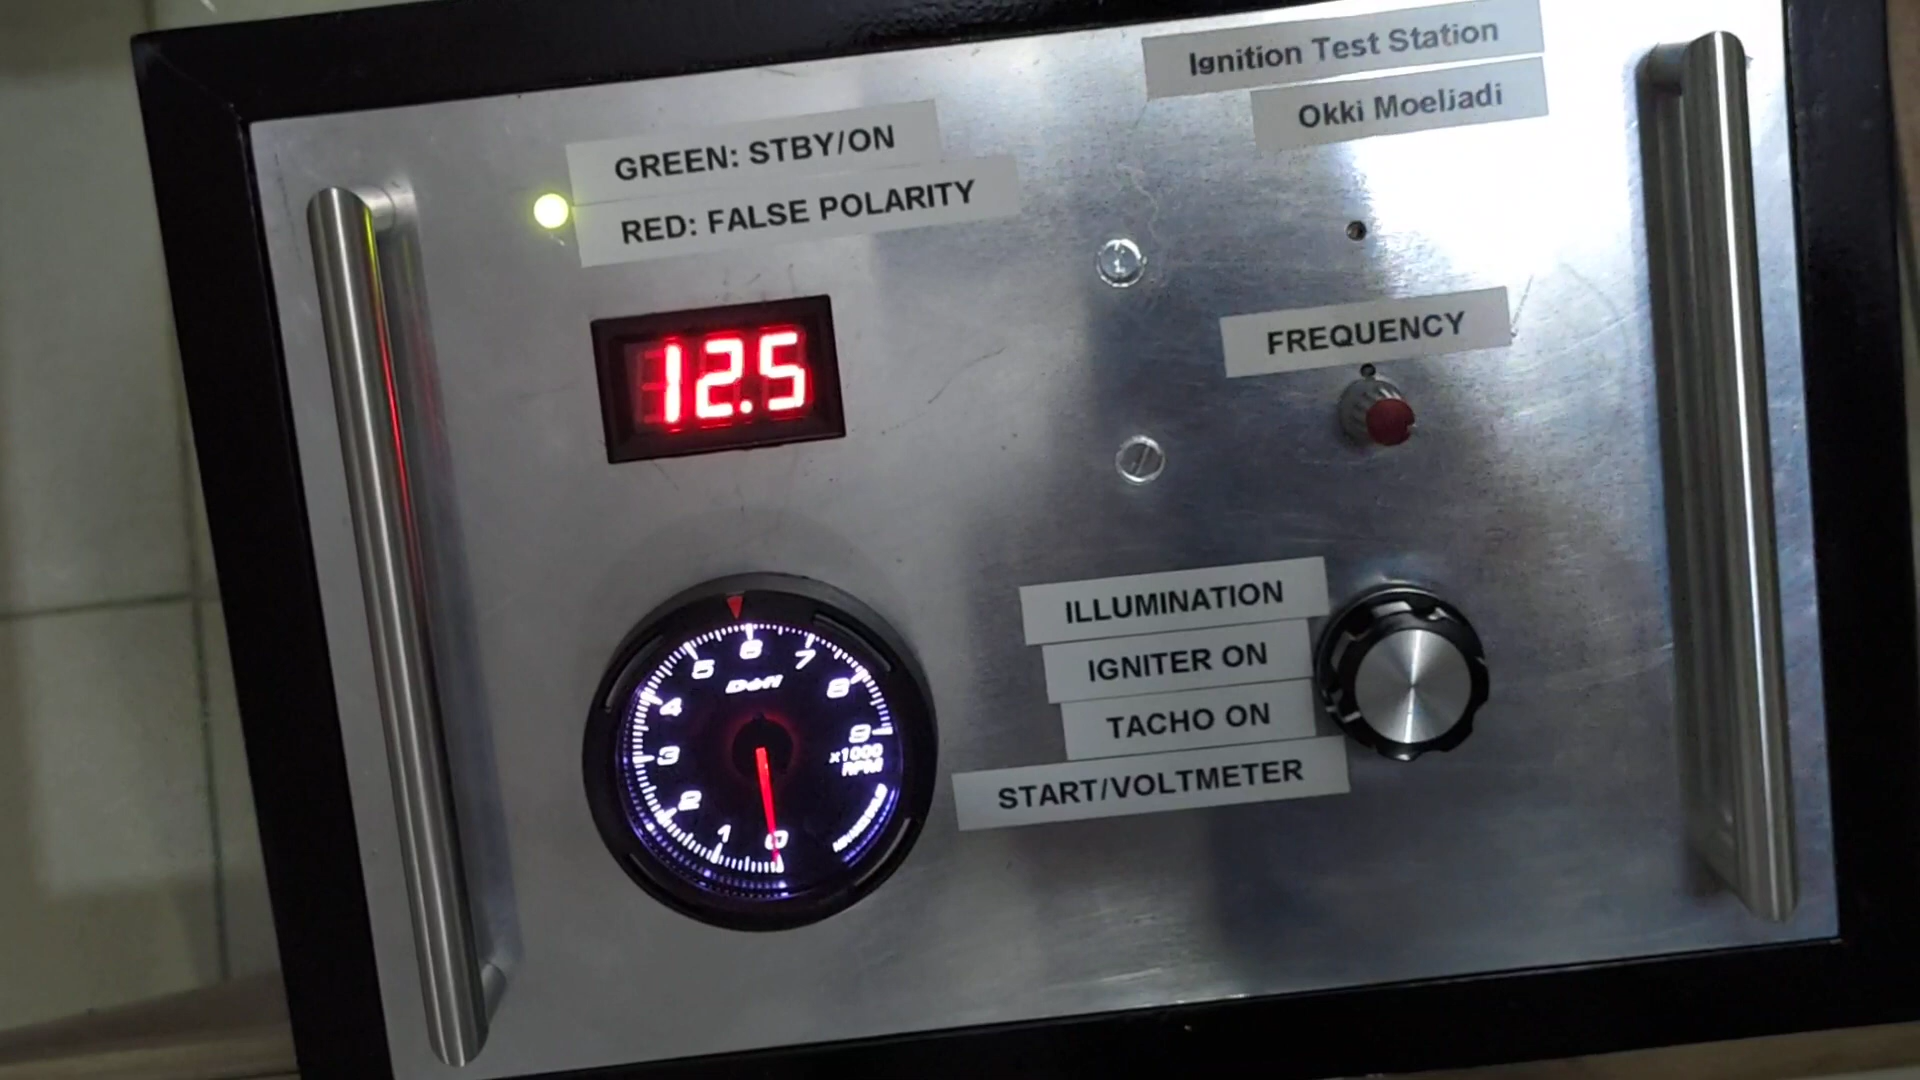 Ignition Test Station
Okki Moeljadi
GREEN: STBY/ON
RED: FALSE POLARITY
12.5
FREQUENCY
ILLUMINATION
IGNITER ON
TACHO ON
START/VOLTMETER
0
1
2
3
4
5
6
7
8
9
Defi
x1000
RPM